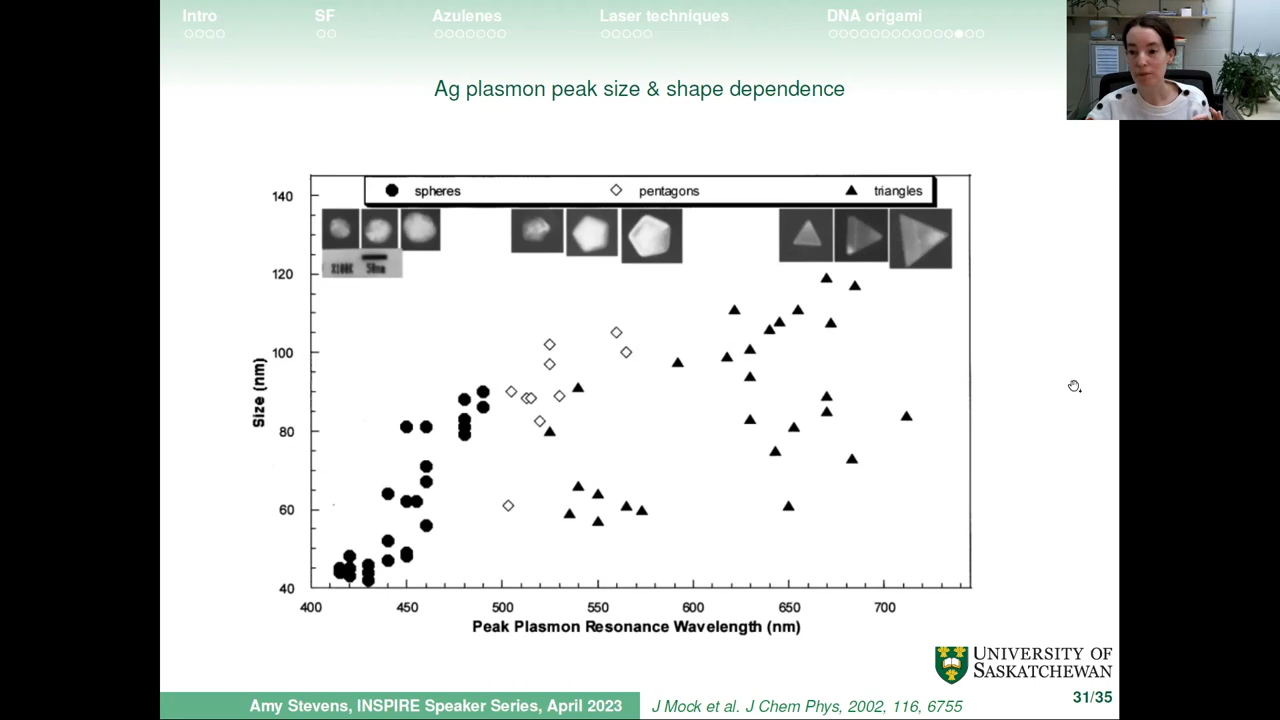 Intro SF Azulenes Laser techniques DNA origami
Ag plasmon peak size & shape dependence
spheres pentagons triangles
X100K 50nm
140
120
100
80
60
40
Size (nm)
400 450 500 550 600 650 700
Peak Plasmon Resonance Wavelength (nm)
UNIVERSITY OF
SASKATCHEWAN
31/35
Amy Stevens, INSPIRE Speaker Series, April 2023 J Mock et al. J Chem Phys, 2002, 116, 6755